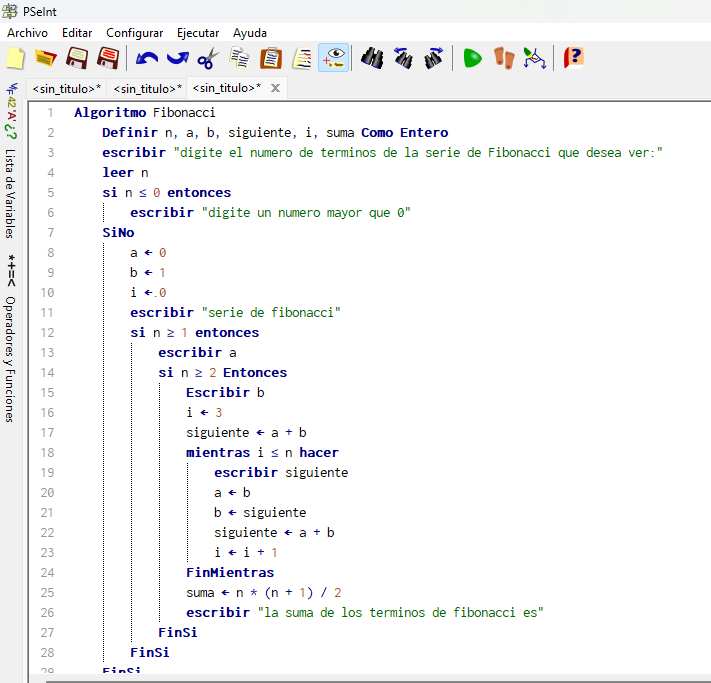 PSeInt
Archivo Editar Configurar Ejecutar Ayuda
<sin_titulo>* <sin_titulo>* <sin_titulo>*
Lista de Variables
*+=< Operadores y Funciones
1 Algoritmo Fibonacci
2 Definir n, a, b, siguiente, i, suma Como Entero
3 escribir "digite el numero de terminos de la serie de Fibonacci que desea ver:"
4 leer n
5 si n ≤ 0 entonces
6 escribir "digite un numero mayor que 0"
7 SiNo
8 a ← 0
9 b ← 1
10 i ←.0
11 escribir "serie de fibonacci"
12 si n ≥ 1 entonces
13 escribir a
14 si n ≥ 2 Entonces
15 Escribir b
16 i ← 3
17 siguiente ← a + b
18 mientras i ≤ n hacer
19 escribir siguiente
20 a ← b
21 b ← siguiente
22 siguiente ← a + b
23 i ← i + 1
24 FinMientras
25 suma ← n * (n + 1) / 2
26 escribir "la suma de los terminos de fibonacci es"
27 FinSi
28 FinSi
29 FinSi